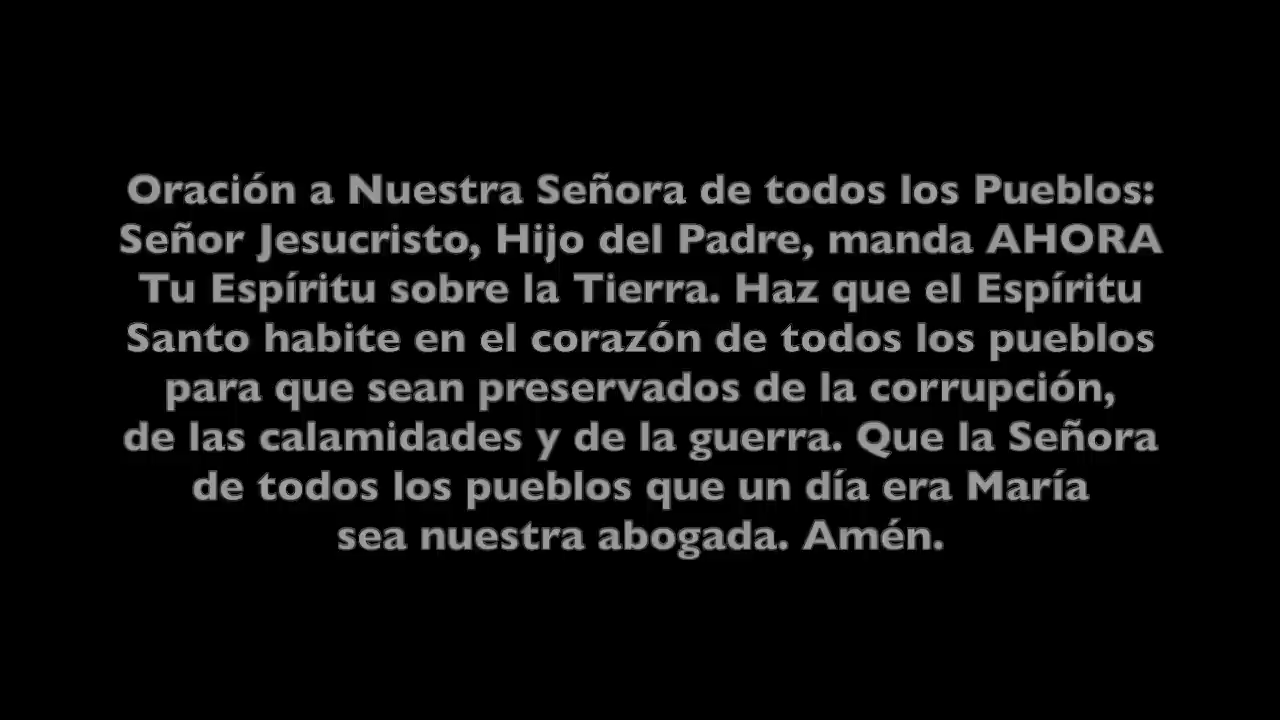 Oración a Nuestra Señora de todos los Pueblos:
Señor Jesucristo, Hijo del Padre, manda AHORA
Tu Espíritu sobre la Tierra. Haz que el Espíritu
Santo habite en el corazón de todos los pueblos
para que sean preservados de la corrupción,
de las calamidades y de la guerra. Que la Señora
de todos los pueblos que un día era María
sea nuestra abogada. Amén.